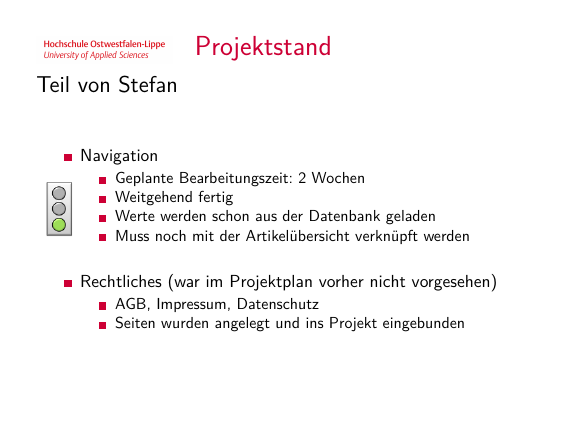 Hochschule Ostwestfalen-Lippe
University of Applied Sciences
Projektstand
Teil von Stefan
Navigation
Geplante Bearbeitungszeit: 2 Wochen
Weitgehend fertig
Werte werden schon aus der Datenbank geladen
Muss noch mit der Artikelübersicht verknüpft werden
Rechtliches (war im Projektplan vorher nicht vorgesehen)
AGB, Impressum, Datenschutz
Seiten wurden angelegt und ins Projekt eingebunden